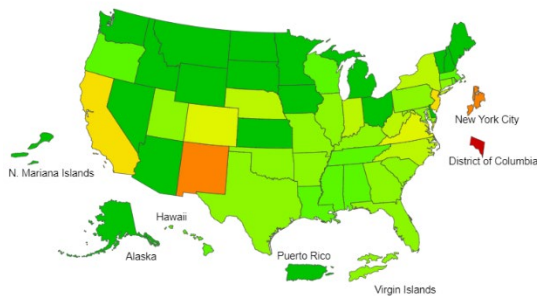 New York City
District of Columbia
N. Mariana Islands
Hawaii
Alaska
Puerto Rico
Virgin Islands